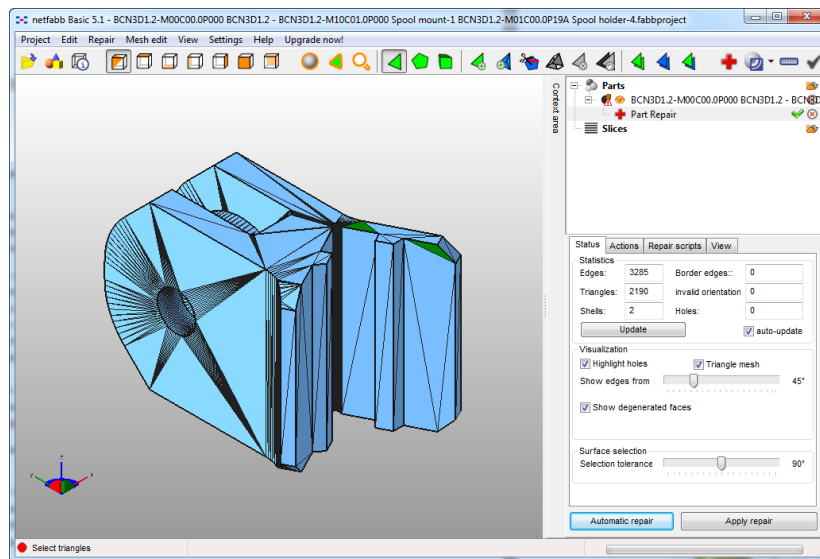 netfabb Basic 5.1 - BCN3D1.2-M00C00.0P000 BCN3D1.2 - BCN3D1.2-M10C01.0P000 Spool mount-1 BCN3D1.2-M01C00.0P19A Spool holder-4.fabbproject
Project Edit Repair Mesh edit View Settings Help Upgrade now!
Context area
Parts
BCN3D1.2-M00C00.0P000 BCN3D1.2 - BCN3D
Part Repair
Slices
Status Actions Repair scripts View
Statistics
Edges: 3285 Border edges:: 0
Triangles: 2190 invalid orientation 0
Shells: 2 Holes: 0
Update auto-update
Visualization
Highlight holes Triangle mesh
Show edges from 45°
Show degenerated faces
Surface selection
Selection tolerance 90°
Automatic repair Apply repair
z
y x
Select triangles